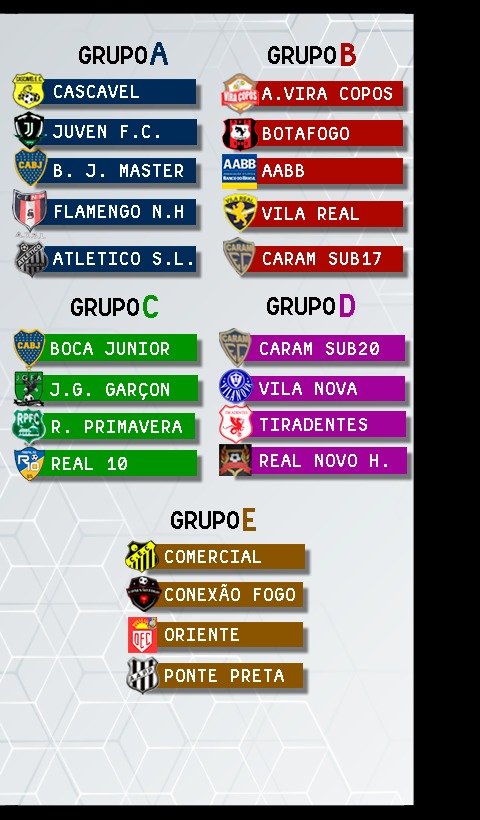 GRUPO A
CASCAVEL
JUVEN F.C.
B. J. MASTER
FLAMENGO N.H
ATLETICO S.L.
GRUPO B
A.VIRA COPOS
BOTAFOGO
AABB
VILA REAL
CARAM SUB17
GRUPO C
BOCA JUNIOR
J.G. GARÇON
R. PRIMAVERA
REAL 10
GRUPO D
CARAM SUB20
VILA NOVA
TIRADENTES
REAL NOVO H.
GRUPO E
COMERCIAL
CONEXÃO FOGO
ORIENTE
PONTE PRETA